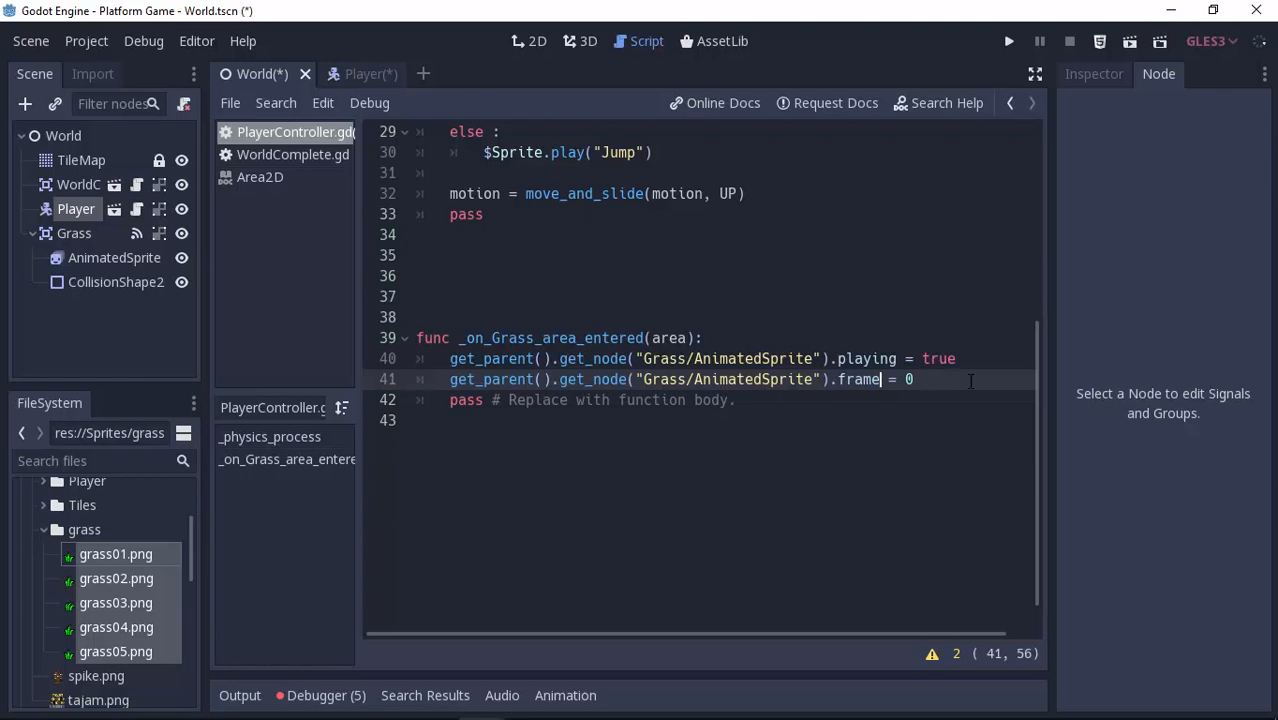 Godot Engine - Platform Game - World.tscn (*)
Scene Project Debug Editor Help
2D 3D Script AssetLib
GLES3
Scene Import
World(*) Player(*)
Inspector Node
Filter nodes
File Search Edit Debug
Online Docs Request Docs Search Help
World
TileMap
WorldC
Player
Grass
AnimatedSprite
CollisionShape2
PlayerController.gd(
WorldComplete.gd
Area2D
29 else :
30 $Sprite.play("Jump")
31
32 motion = move_and_slide(motion, UP)
33 pass
34
35
36
37
38
39 func _on_Grass_area_entered(area):
40 get_parent().get_node("Grass/AnimatedSprite").playing = true
41 get_parent().get_node("Grass/AnimatedSprite").frame = 0
42 pass # Replace with function body.
43
Select a Node to edit Signals
and Groups.
FileSystem
res://Sprites/grass
Search files
Player
Tiles
grass
grass01.png
grass02.png
grass03.png
grass04.png
grass05.png
spike.png
tajam.png
PlayerController.g
_physics_process
_on_Grass_area_entere
2 ( 41, 56)
Output Debugger (5) Search Results Audio Animation